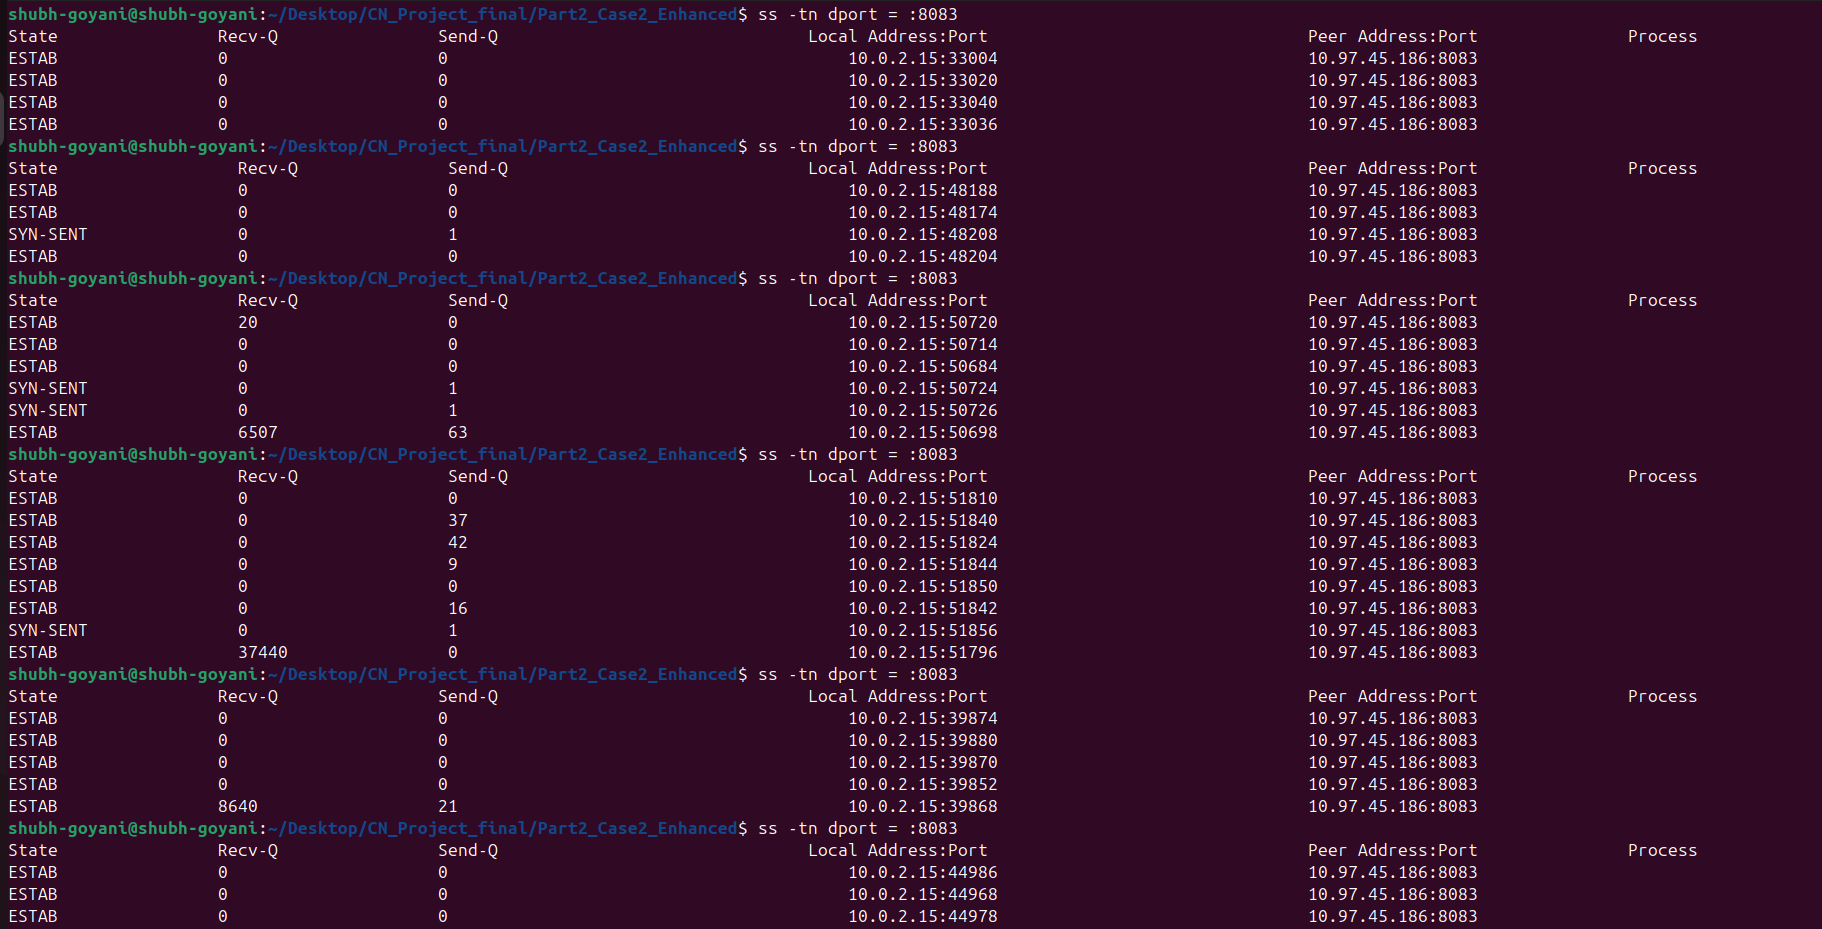 shubh-goyani@shubh-goyani:~/Desktop/CN_Project_final/Part2_Case2_Enhanced$ ss -tn dport = :8083
State Recv-Q Send-Q Local Address:Port Peer Address:Port Process
ESTAB 0 0 10.0.2.15:33004 10.97.45.186:8083
ESTAB 0 0 10.0.2.15:33020 10.97.45.186:8083
ESTAB 0 0 10.0.2.15:33040 10.97.45.186:8083
ESTAB 0 0 10.0.2.15:33036 10.97.45.186:8083
shubh-goyani@shubh-goyani:~/Desktop/CN_Project_final/Part2_Case2_Enhanced$ ss -tn dport = :8083
State Recv-Q Send-Q Local Address:Port Peer Address:Port Process
ESTAB 0 0 10.0.2.15:48188 10.97.45.186:8083
ESTAB 0 0 10.0.2.15:48174 10.97.45.186:8083
SYN-SENT 0 1 10.0.2.15:48208 10.97.45.186:8083
ESTAB 0 0 10.0.2.15:48204 10.97.45.186:8083
shubh-goyani@shubh-goyani:~/Desktop/CN_Project_final/Part2_Case2_Enhanced$ ss -tn dport = :8083
State Recv-Q Send-Q Local Address:Port Peer Address:Port Process
ESTAB 20 0 10.0.2.15:50720 10.97.45.186:8083
ESTAB 0 0 10.0.2.15:50714 10.97.45.186:8083
ESTAB 0 0 10.0.2.15:50684 10.97.45.186:8083
SYN-SENT 0 1 10.0.2.15:50724 10.97.45.186:8083
SYN-SENT 0 1 10.0.2.15:50726 10.97.45.186:8083
ESTAB 6507 63 10.0.2.15:50698 10.97.45.186:8083
shubh-goyani@shubh-goyani:~/Desktop/CN_Project_final/Part2_Case2_Enhanced$ ss -tn dport = :8083
State Recv-Q Send-Q Local Address:Port Peer Address:Port Process
ESTAB 0 0 10.0.2.15:51810 10.97.45.186:8083
ESTAB 0 37 10.0.2.15:51840 10.97.45.186:8083
ESTAB 0 42 10.0.2.15:51824 10.97.45.186:8083
ESTAB 0 9 10.0.2.15:51844 10.97.45.186:8083
ESTAB 0 0 10.0.2.15:51850 10.97.45.186:8083
ESTAB 0 16 10.0.2.15:51842 10.97.45.186:8083
SYN-SENT 0 1 10.0.2.15:51856 10.97.45.186:8083
ESTAB 37440 0 10.0.2.15:51796 10.97.45.186:8083
shubh-goyani@shubh-goyani:~/Desktop/CN_Project_final/Part2_Case2_Enhanced$ ss -tn dport = :8083
State Recv-Q Send-Q Local Address:Port Peer Address:Port Process
ESTAB 0 0 10.0.2.15:39874 10.97.45.186:8083
ESTAB 0 0 10.0.2.15:39880 10.97.45.186:8083
ESTAB 0 0 10.0.2.15:39870 10.97.45.186:8083
ESTAB 0 0 10.0.2.15:39852 10.97.45.186:8083
ESTAB 8640 21 10.0.2.15:39868 10.97.45.186:8083
shubh-goyani@shubh-goyani:~/Desktop/CN_Project_final/Part2_Case2_Enhanced$ ss -tn dport = :8083
State Recv-Q Send-Q Local Address:Port Peer Address:Port Process
ESTAB 0 0 10.0.2.15:44986 10.97.45.186:8083
ESTAB 0 0 10.0.2.15:44968 10.97.45.186:8083
ESTAB 0 0 10.0.2.15:44978 10.97.45.186:8083